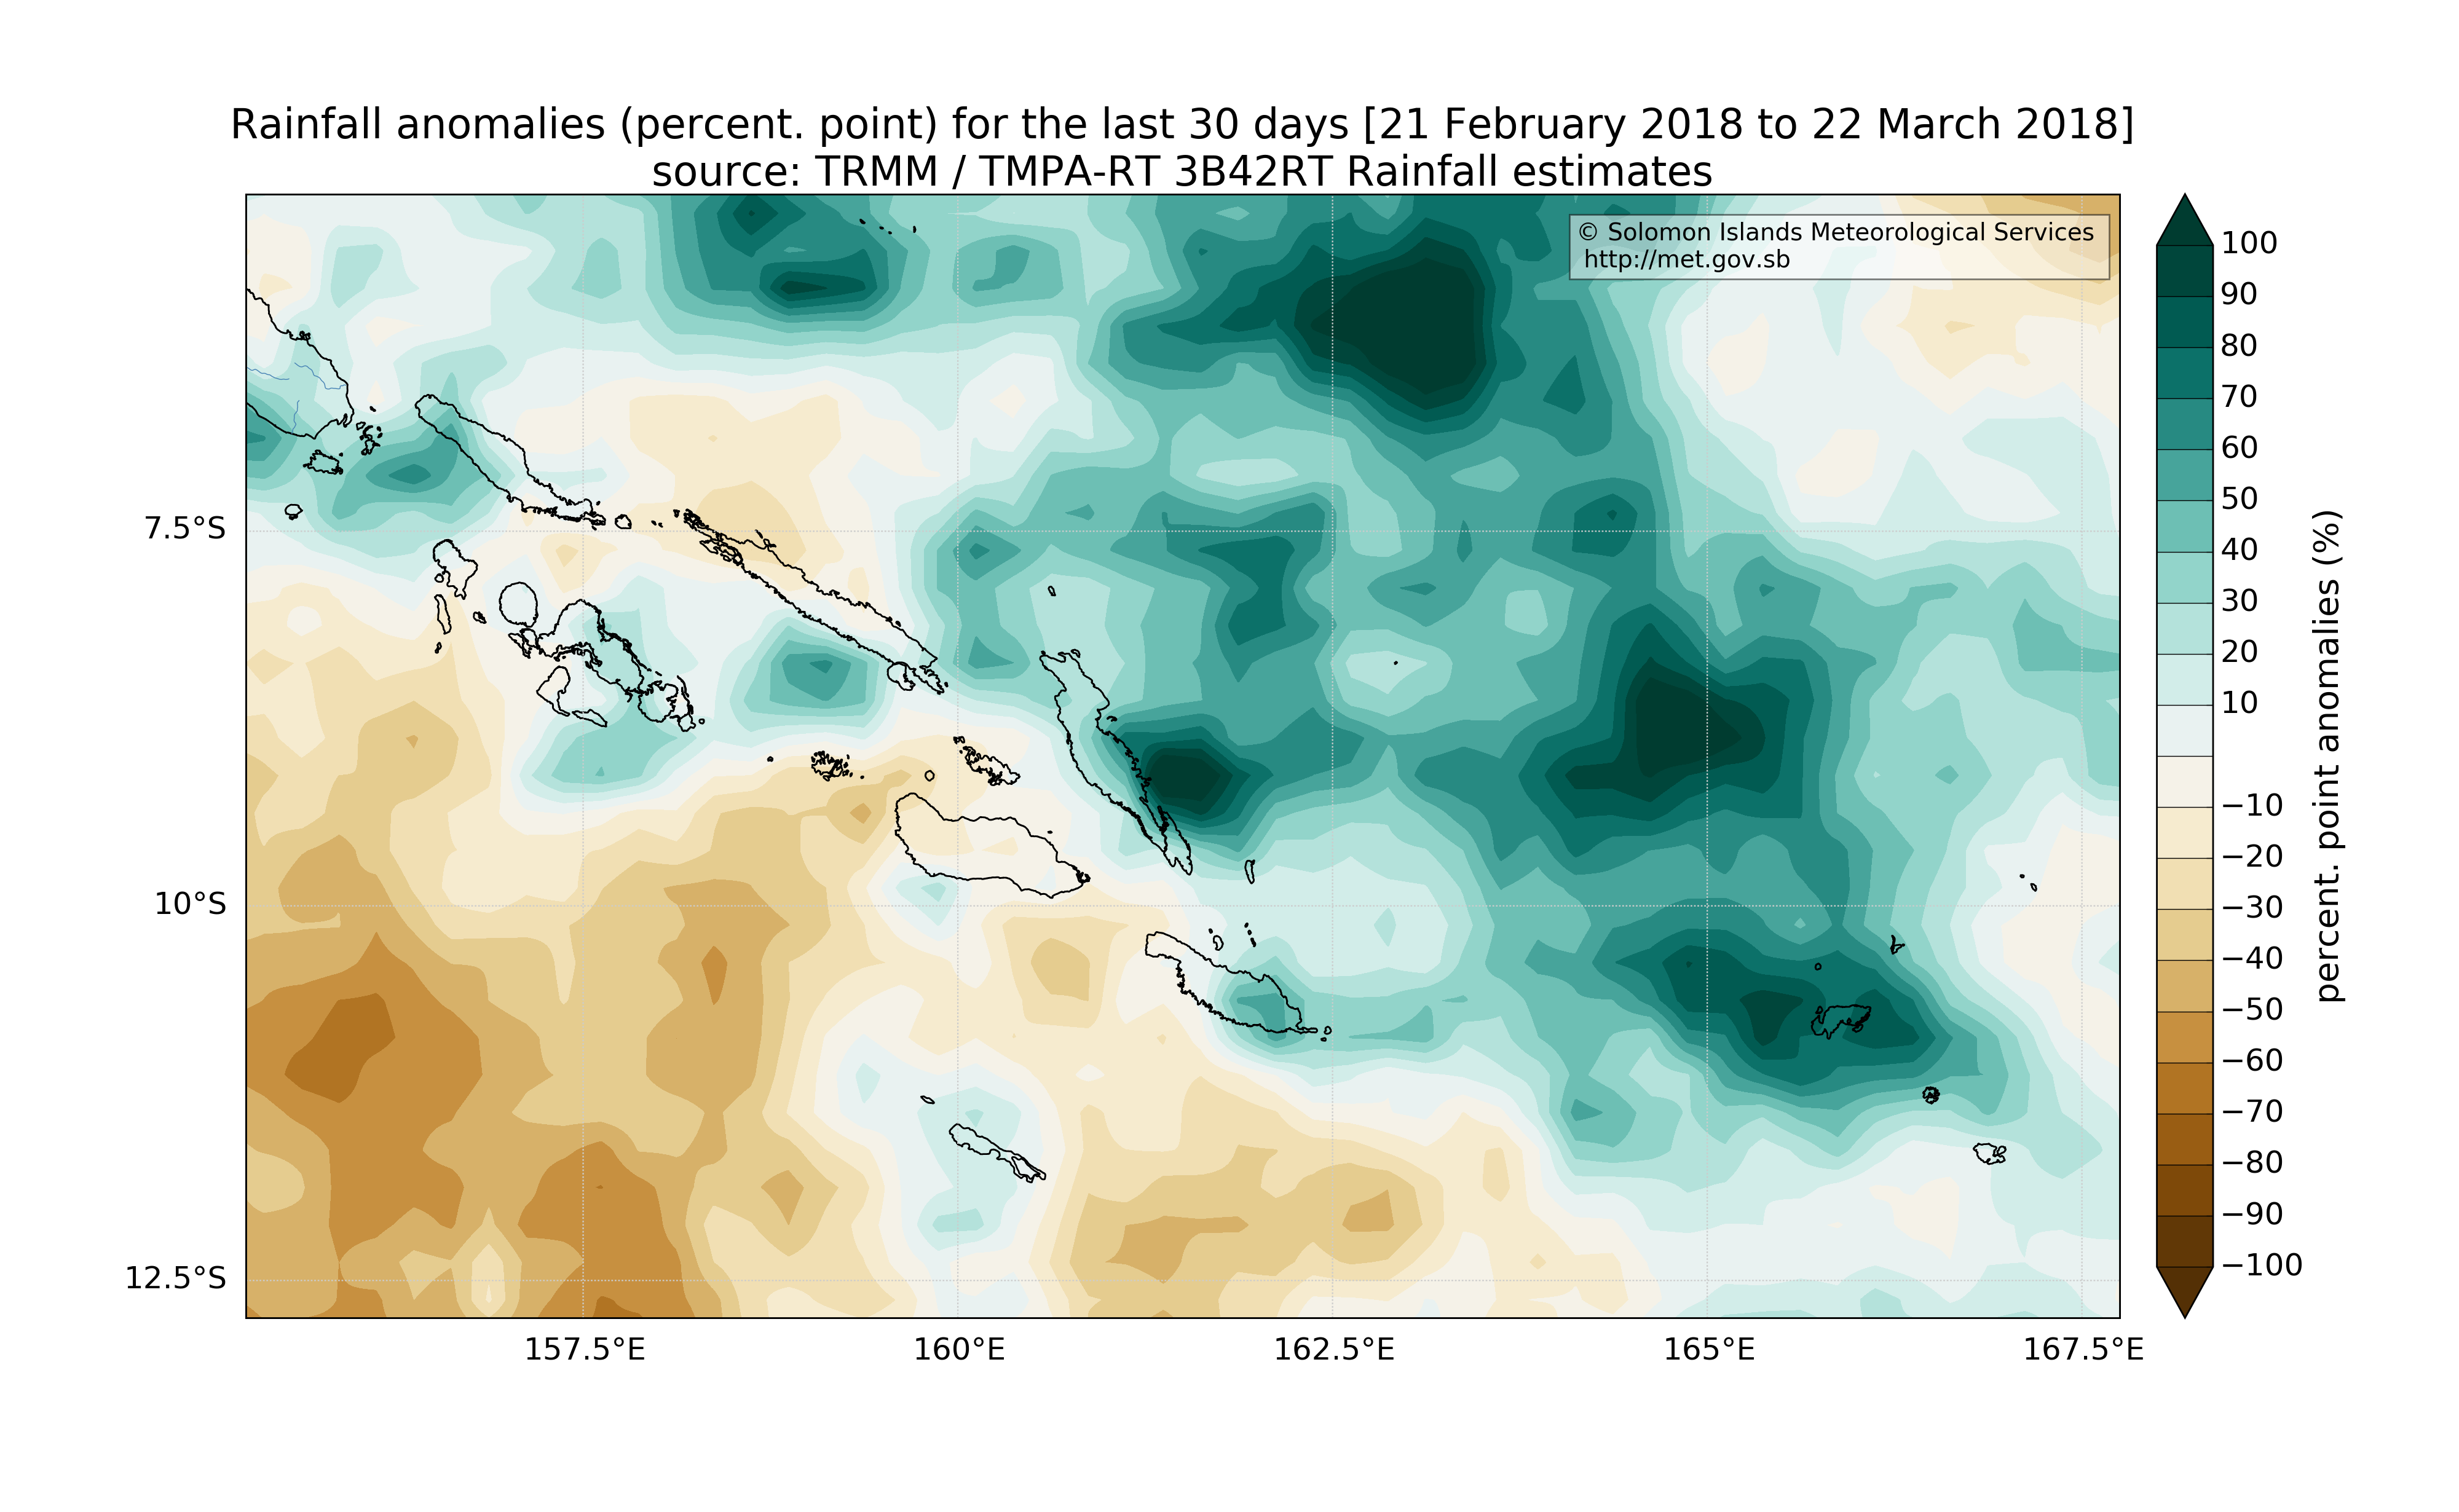 Rainfall anomalies (percent. point) for the last 30 days [21 February 2018 to 22 March 2018]
source: TRMM / TMPA-RT 3B42RT Rainfall estimates
© Solomon Islands Meteorological Services
http://met.gov.sb
7.5°S
10°S
12.5°S
157.5°E
160°E
162.5°E
165°E
167.5°E
100
90
80
70
60
50
40
30
20
10
−10
−20
−30
−40
−50
−60
−70
−80
−90
−100
percent. point anomalies (%)